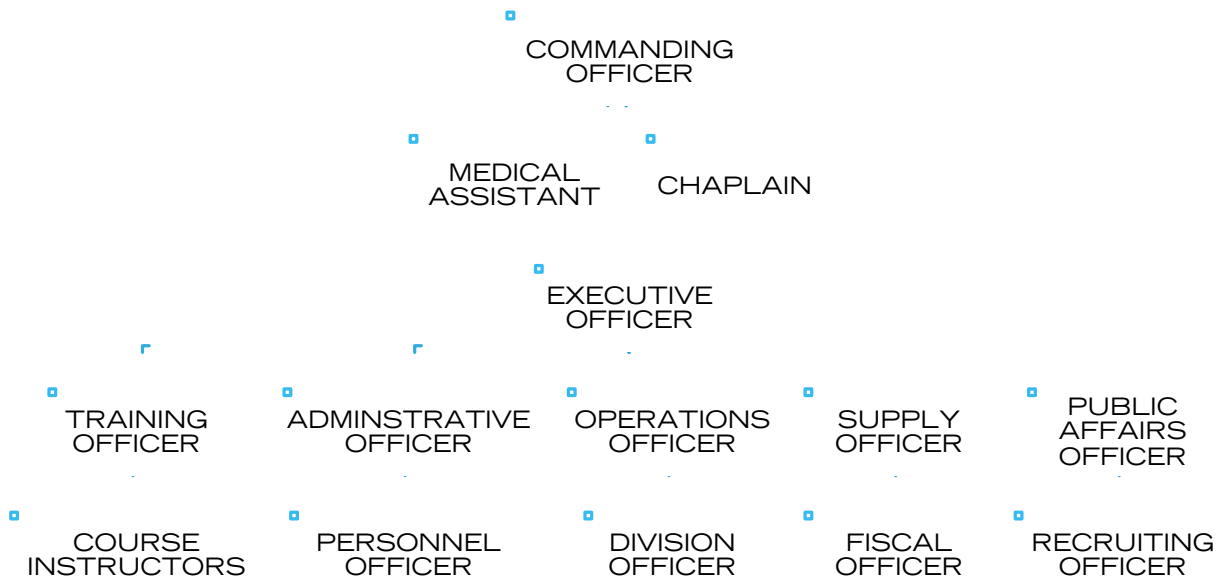 COMMANDING
OFFICER
MEDICAL
ASSISTANT
CHAPLAIN
EXECUTIVE
OFFICER
TRAINING
OFFICER
ADMINSTRATIVE
OFFICER
OPERATIONS
OFFICER
SUPPLY
OFFICER
PUBLIC
AFFAIRS
OFFICER
COURSE
INSTRUCTORS
PERSONNEL
OFFICER
DIVISION
OFFICER
FISCAL
OFFICER
RECRUITING
OFFICER